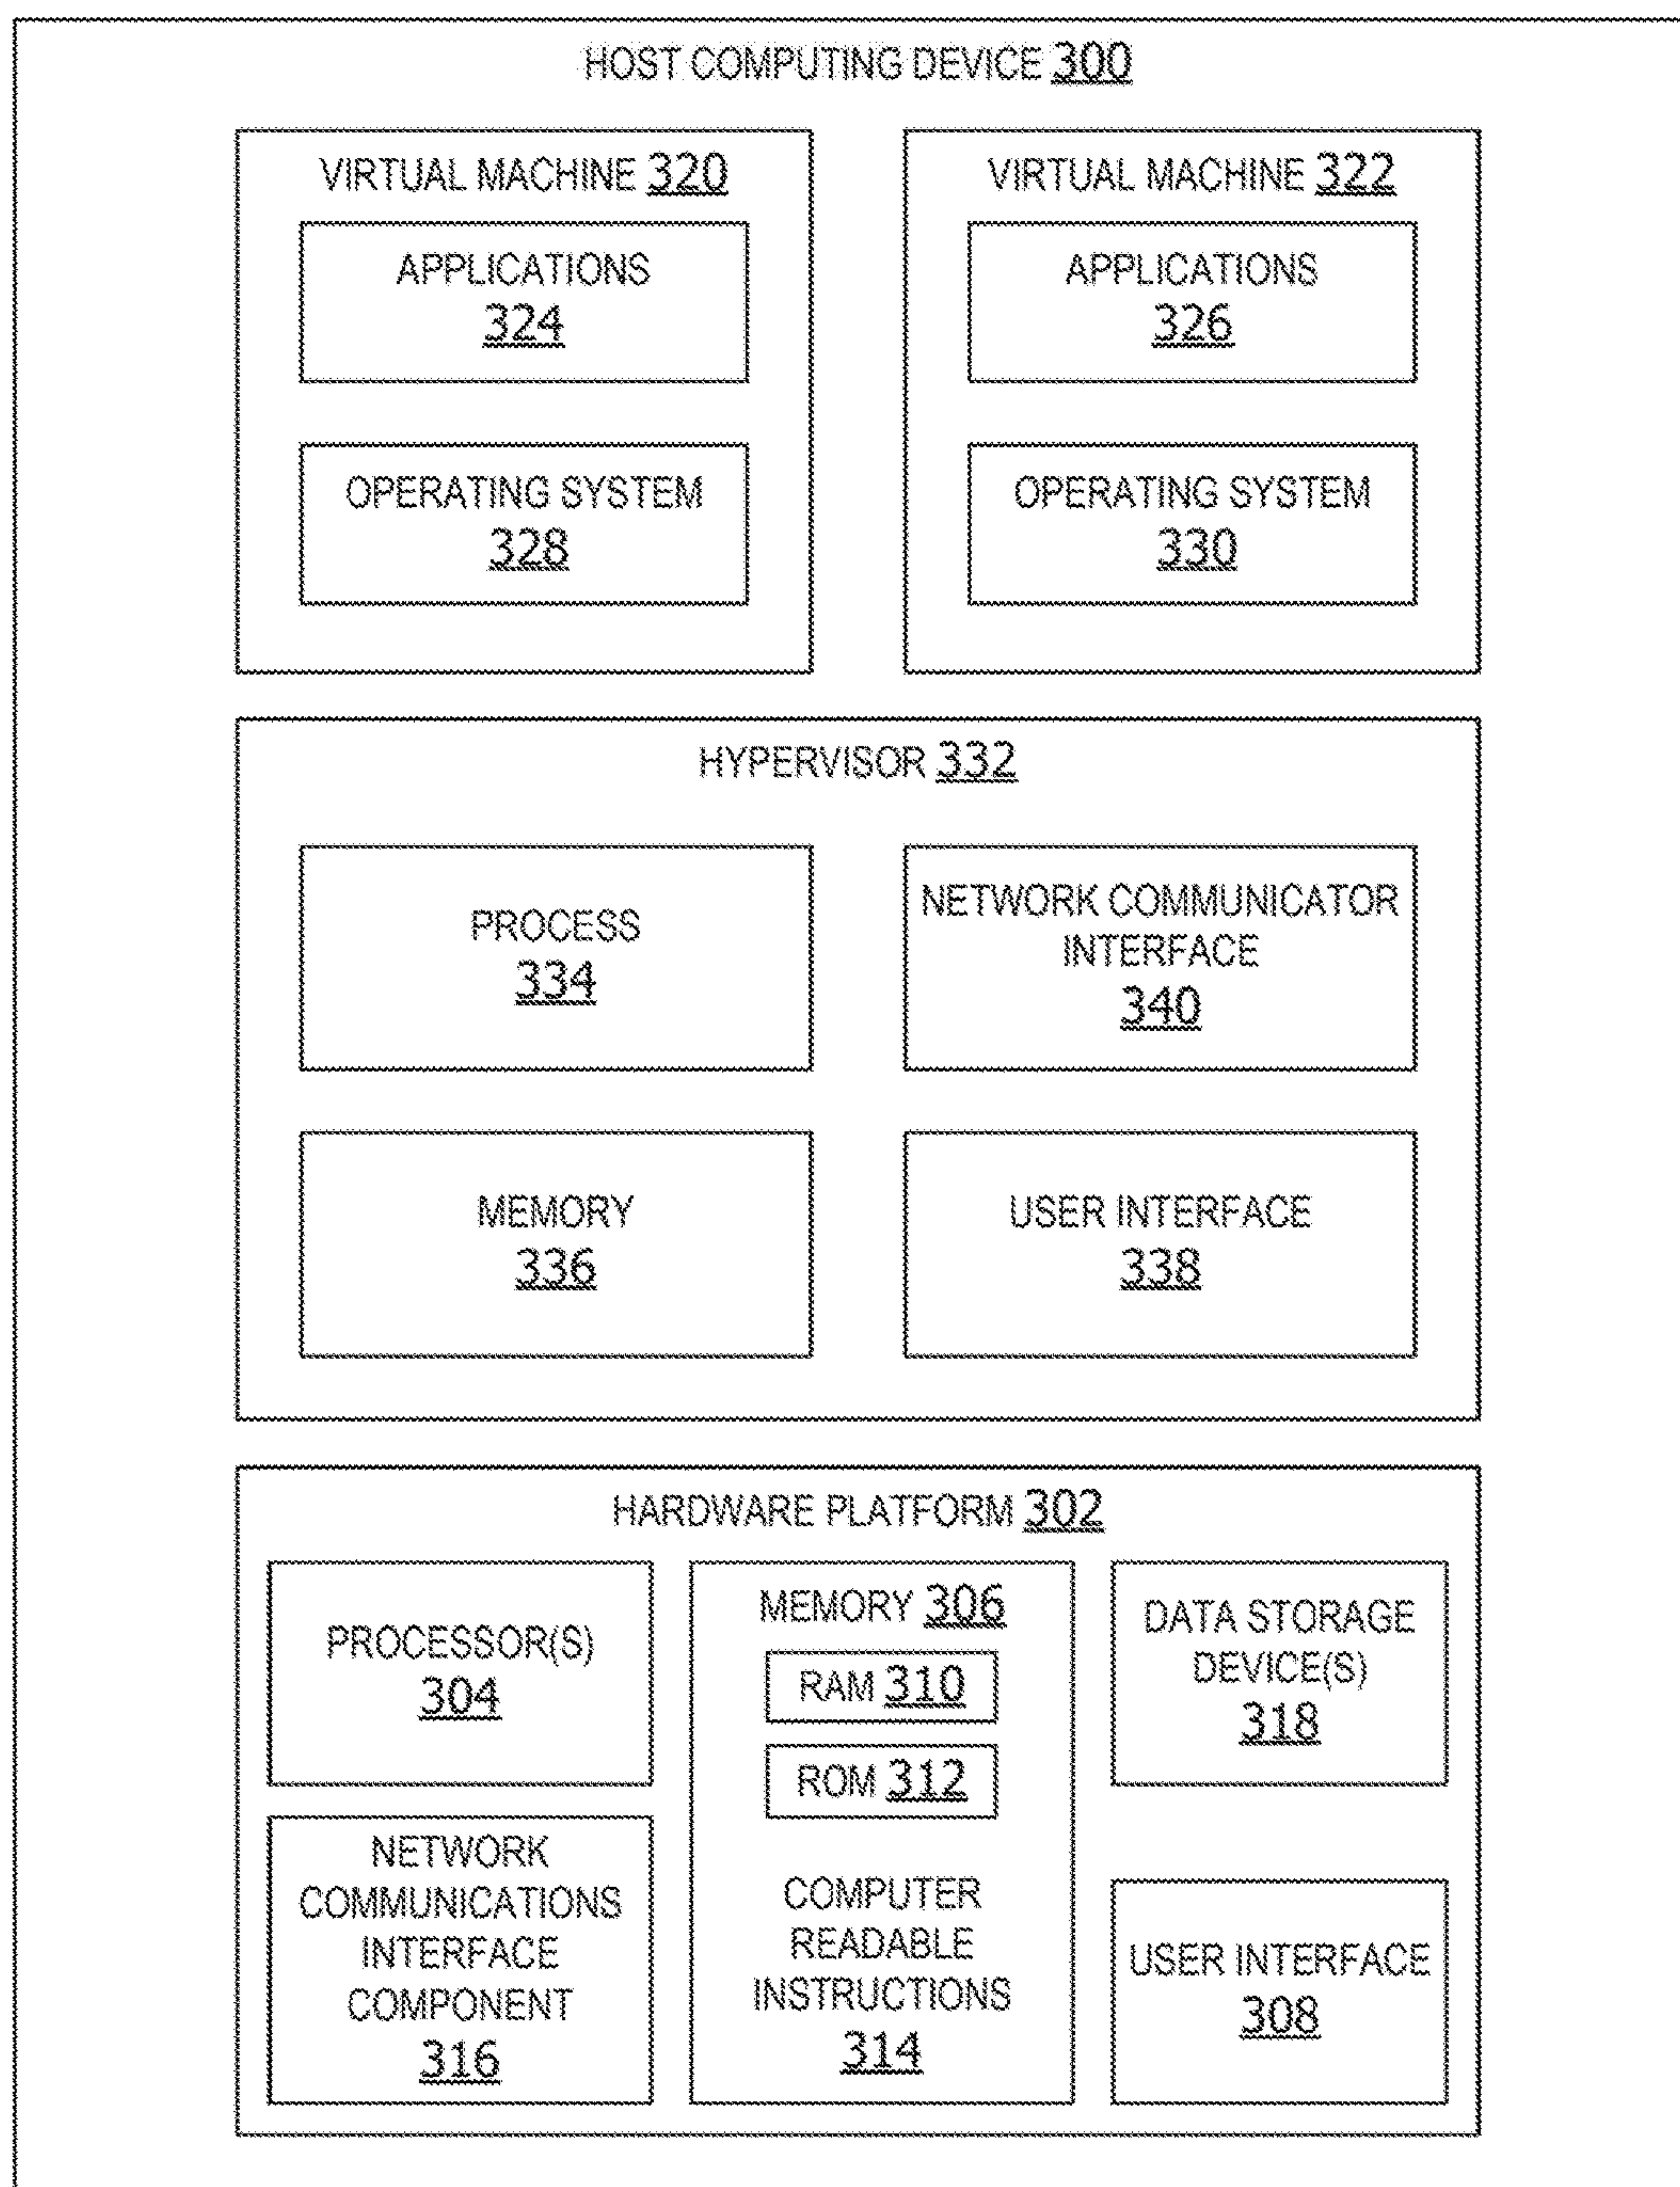 HOST COMPUTING DEVICE 300
VIRTUAL MACHINE 320
APPLICATIONS
324
OPERATING SYSTEM
328
VIRTUAL MACHINE 322
APPLICATIONS
326
OPERATING SYSTEM
330
HYPERVISOR 332
PROCESS
334
NETWORK COMMUNICATOR
INTERFACE
340
MEMORY
336
USER INTERFACE
338
HARDWARE PLATFORM 302
PROCESSOR(S)
304
NETWORK
COMMUNICATIONS
INTERFACE
COMPONENT
316
MEMORY 306
RAM 310
ROM 312
COMPUTER
READABLE
INSTRUCTIONS
314
DATA STORAGE
DEVICE(S)
318
USER INTERFACE
308